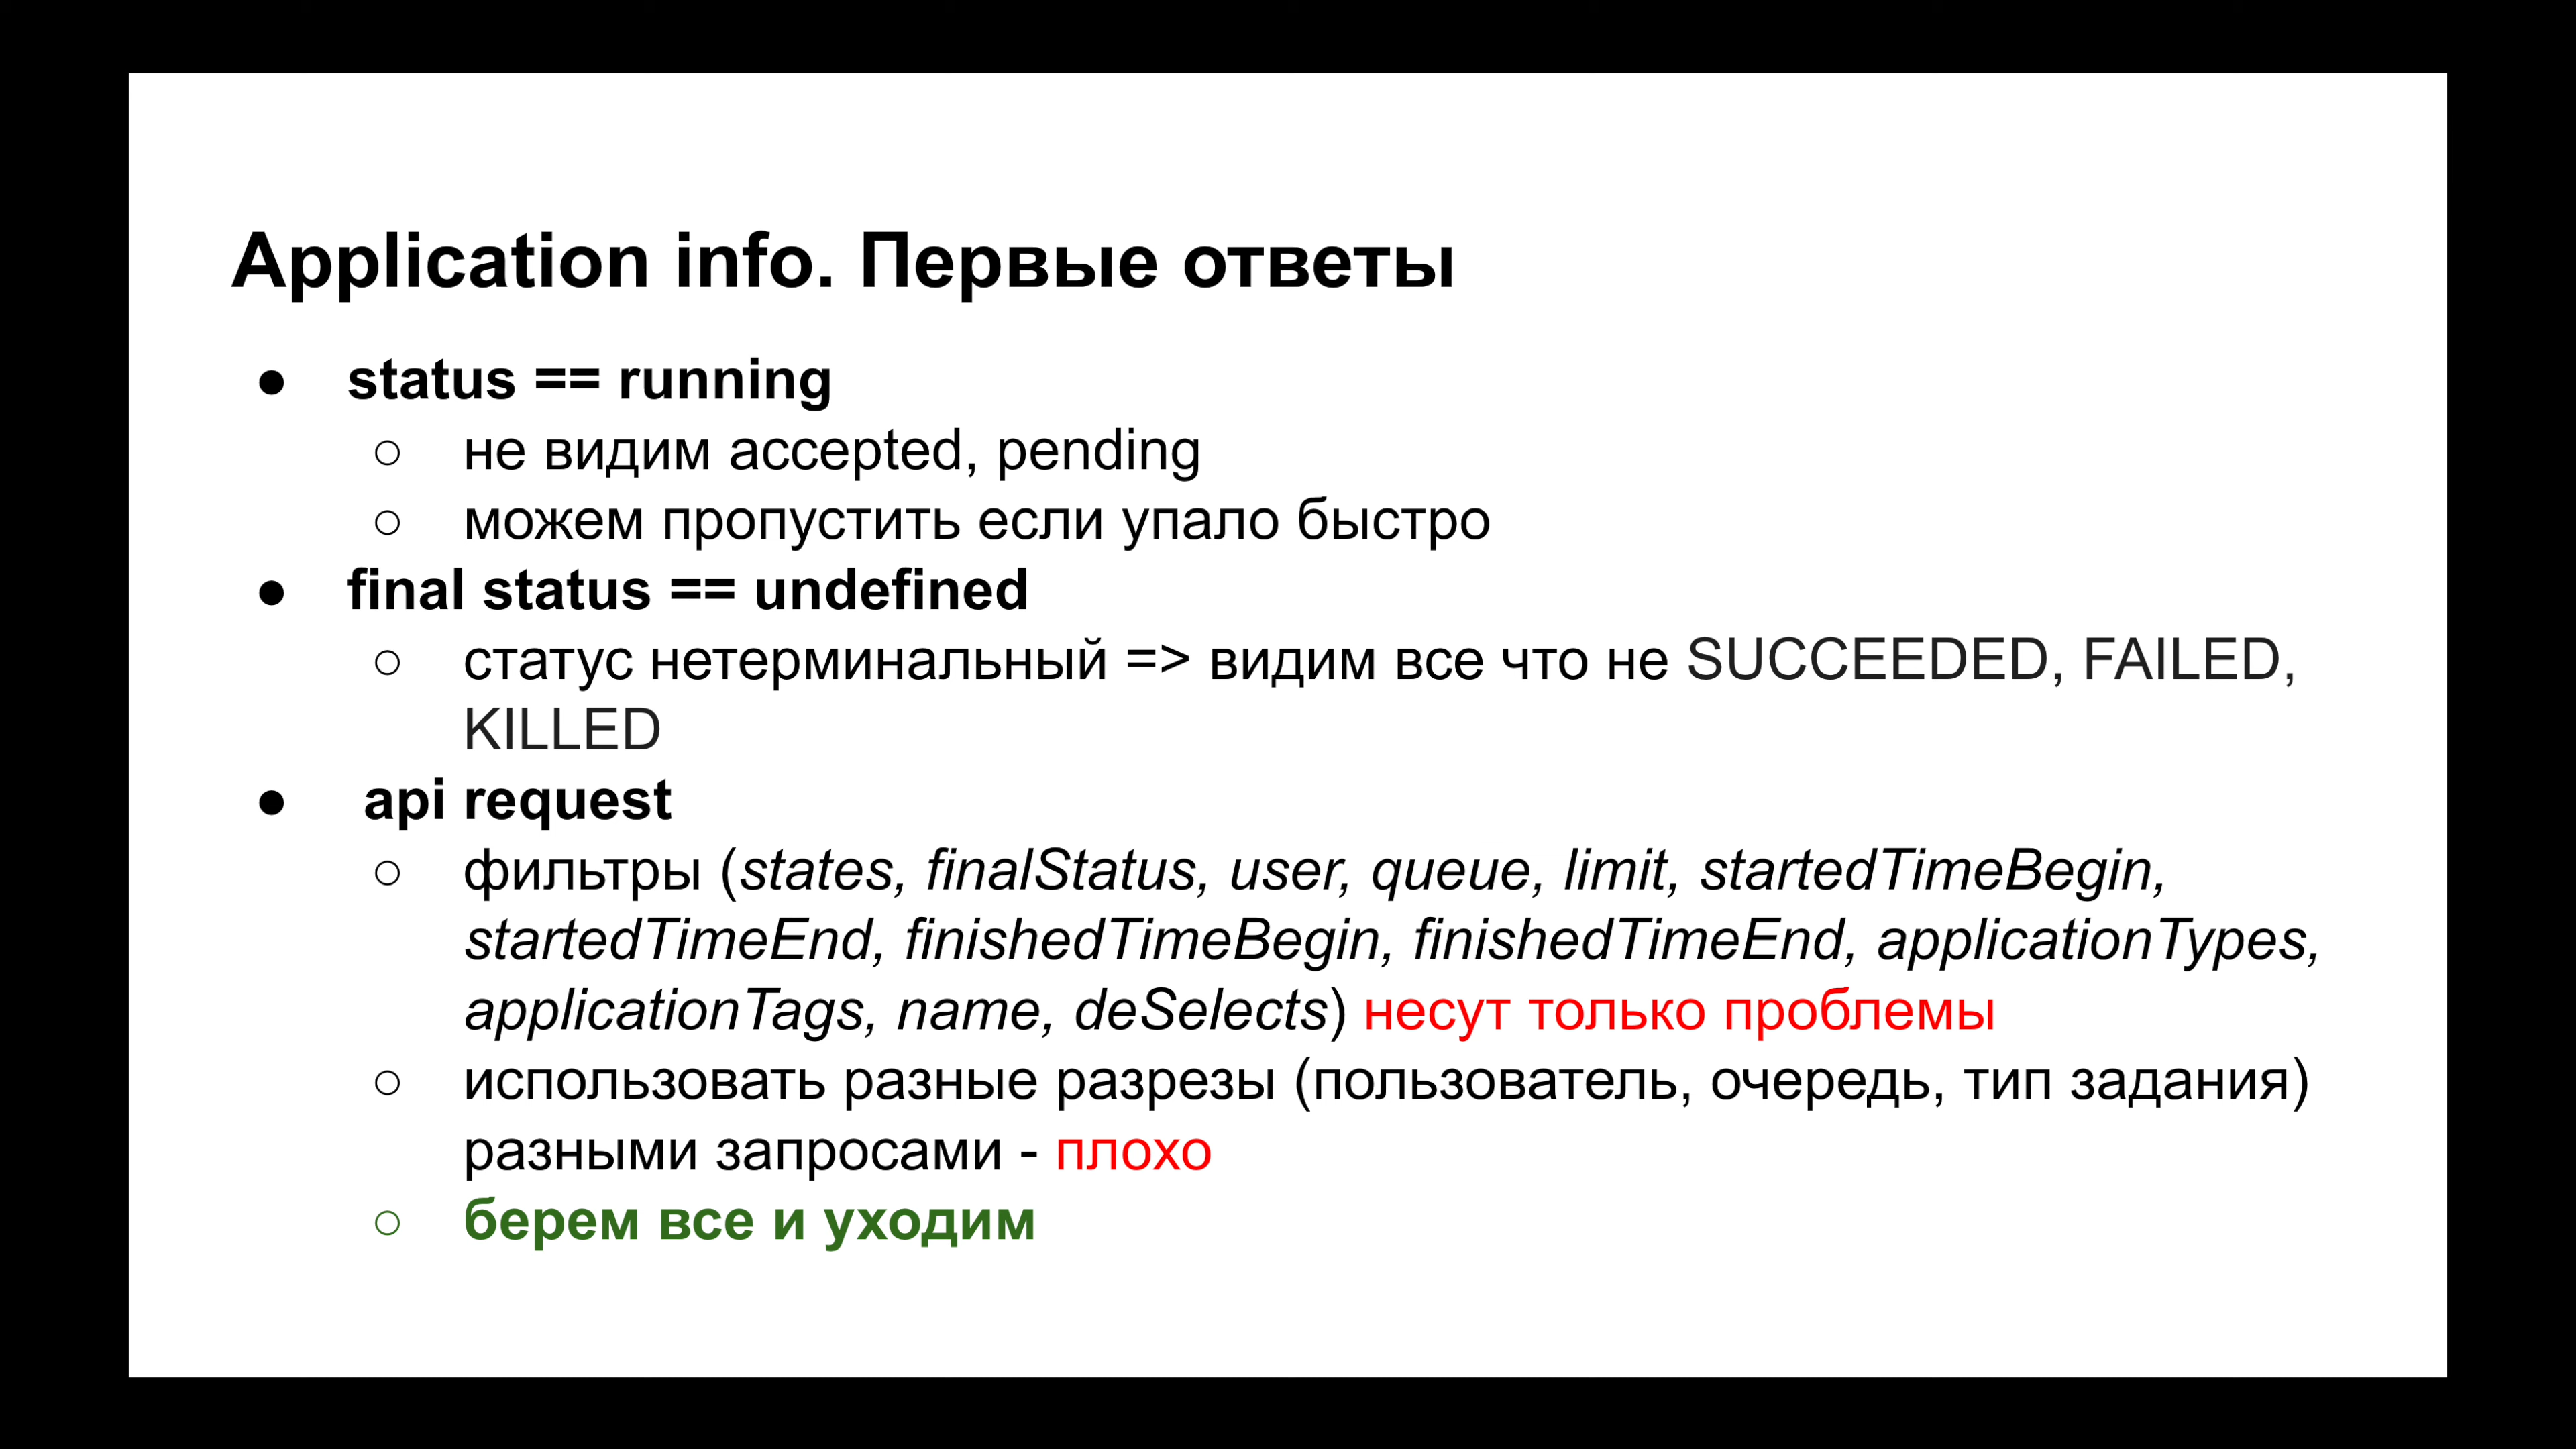 Application info. Первые ответы
● status == running
○ не видим accepted, pending
○ можем пропустить если упало быстро
● final status == undefined
○ статус нетерминальный => видим все что не SUCCEEDED, FAILED,
KILLED
● api request
○ фильтры (states, finalStatus, user, queue, limit, startedTimeBegin,
startedTimeEnd, finishedTimeBegin, finishedTimeEnd, applicationTypes,
applicationTags, name, deSelects) несут только проблемы
○ использовать разные разрезы (пользователь, очередь, тип задания)
разными запросами - плохо
○ берем все и уходим